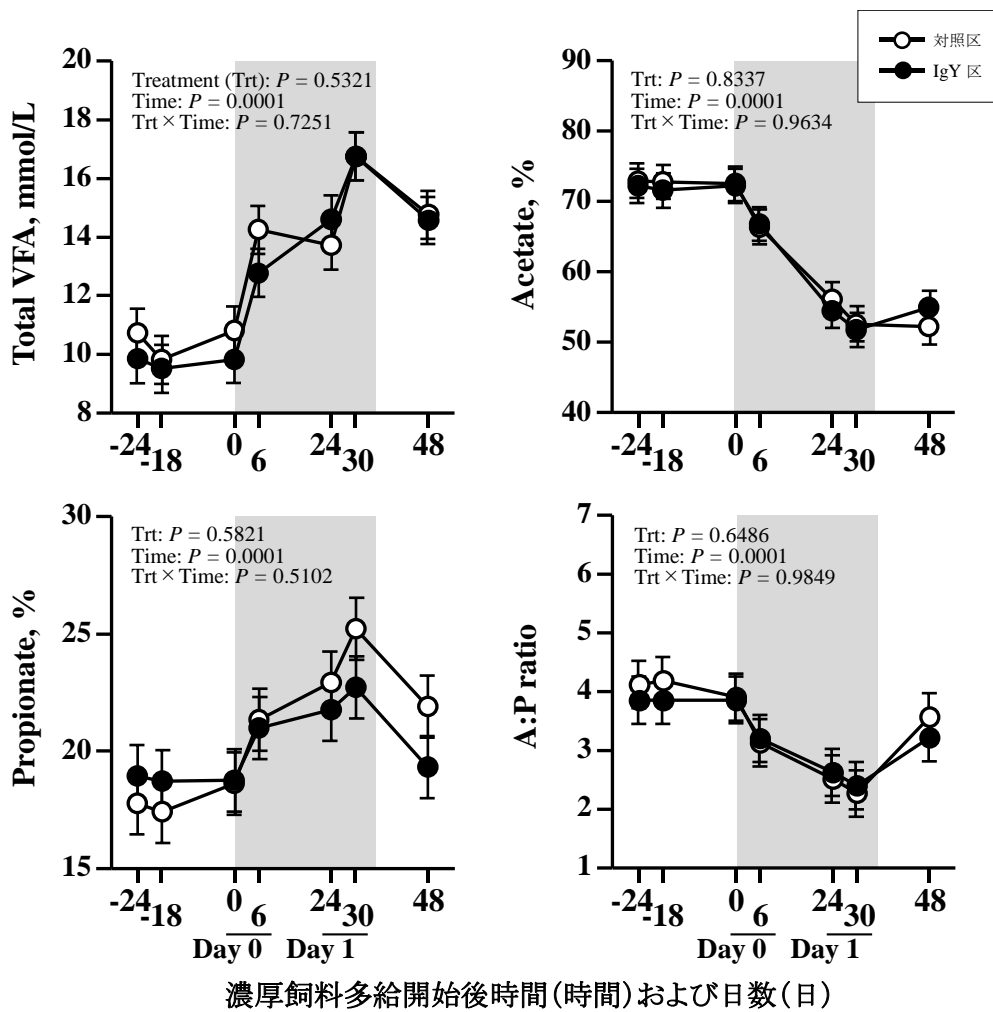 対照区
IgY 区
Total VFA, mmol/L
20
18
16
14
12
10
8
Treatment (Trt): P = 0.5321
Time: P = 0.0001
Trt × Time: P = 0.7251
-24
-18
0
6
24
30
48
Acetate, %
90
80
70
60
50
40
Trt: P = 0.8337
Time: P = 0.0001
Trt × Time: P = 0.9634
-24
-18
0
6
24
30
48
Propionate, %
30
25
20
15
Trt: P = 0.5821
Time: P = 0.0001
Trt × Time: P = 0.5102
-24
-18
0
6
24
30
48
Day 0
Day 1
A:P ratio
7
6
5
4
3
2
1
Trt: P = 0.6486
Time: P = 0.0001
Trt × Time: P = 0.9849
-24
-18
0
6
24
30
48
Day 0
Day 1
濃厚飼料多給開始後時間(時間)および日数(日)